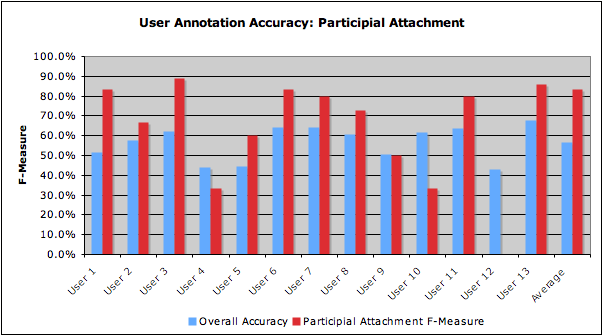 User Annotation Accuracy: Participial Attachment
100.0%
90.0%
80.0%
70.0%
60.0%
50.0%
40.0%
30.0%
20.0%
10.0%
0.0%
F-Measure
User 1
User 2
User 3
User 4
User 5
User 6
User 7
User 8
User 9
User 10
User 11
User 12
User 13
Average
Overall Accuracy
Participial Attachment F-Measure